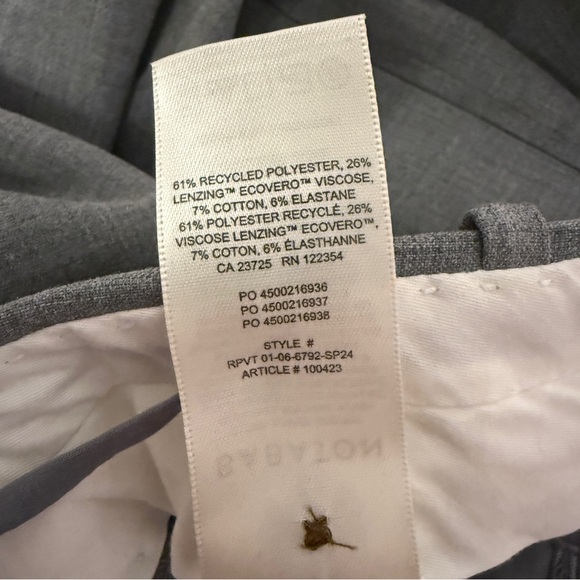 61% RECYCLED POLYESTER, 26%
LENZING™ ECOVERO™ VISCOSE,
7% COTTON, 6% ELASTANE
61% POLYESTER RECYCLÉ, 26%
VISCOSE LENZING™ ECOVERO™,
7% COTON, 6% ÉLASTHANNE
CA 23725 RN 122354
PO 4500216936
PO 4500216937
PO 4500216938
STYLE #
RPVT 01-06-6792-SP24
ARTICLE # 100423
BABATON